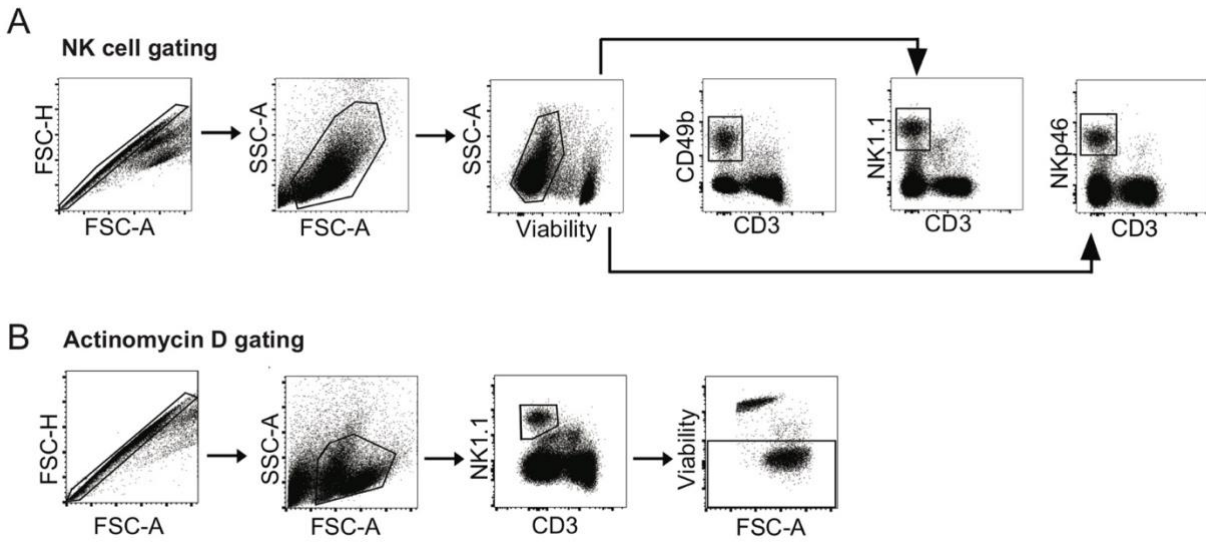 A
NK cell gating
FSC-H
FSC-A
SSC-A
FSC-A
SSC-A
Viability
CD49b
CD3
NK1.1
CD3
NKp46
CD3
B
Actinomycin D gating
FSC-H
FSC-A
SSC-A
FSC-A
NK1.1
CD3
Viability
FSC-A